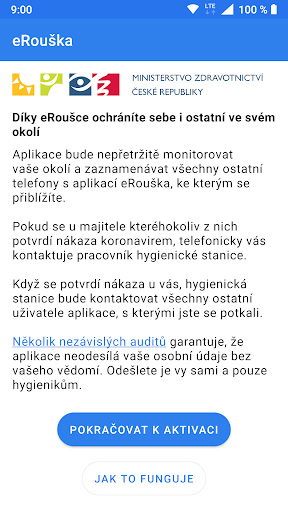 9:00
LTE
100 %
eRouška
MINISTERSTVO ZDRAVOTNICTVÍ
ČESKÉ REPUBLIKY
Díky eRoušce ochráníte sebe i ostatní ve svém
okolí
Aplikace bude nepřetržitě monitorovat
vaše okolí a zaznamenávat všechny ostatní
telefony s aplikací eRouška, ke kterým se
přiblížíte.
Pokud se u majitele kteréhokoliv z nich
potvrdí nákaza koronavirem, telefonicky vás
kontaktuje pracovník hygienické stanice.
Když se potvrdí nákaza u vás, hygienická
stanice bude kontaktovat všechny ostatní
uživatele aplikace, s kterými jste se potkali.
Několik nezávislých auditů garantuje, že
aplikace neodesílá vaše osobní údaje bez
vašeho vědomí. Odešlete je vy sami a pouze
hygienikům.
POKRAČOVAT K AKTIVACI
JAK TO FUNGUJE